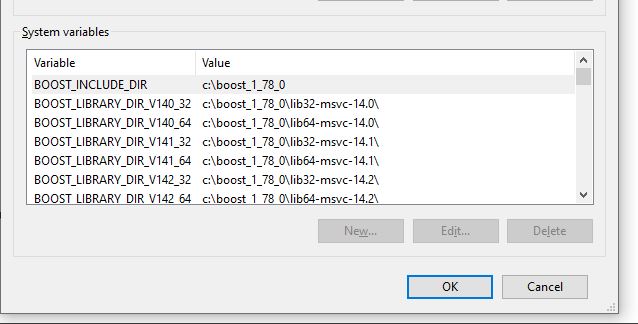 System variables
Variable Value
BOOST_INCLUDE_DIR c:\boost_1_78_0
BOOST_LIBRARY_DIR_V140_32 c:\boost_1_78_0\lib32-msvc-14.0\
BOOST_LIBRARY_DIR_V140_64 c:\boost_1_78_0\lib64-msvc-14.0\
BOOST_LIBRARY_DIR_V141_32 c:\boost_1_78_0\lib32-msvc-14.1\
BOOST_LIBRARY_DIR_V141_64 c:\boost_1_78_0\lib64-msvc-14.1\
BOOST_LIBRARY_DIR_V142_32 c:\boost_1_78_0\lib32-msvc-14.2\
BOOST_LIBRARY_DIR_V142_64 c:\boost_1_78_0\lib64-msvc-14.2\
New... Edit... Delete
OK Cancel